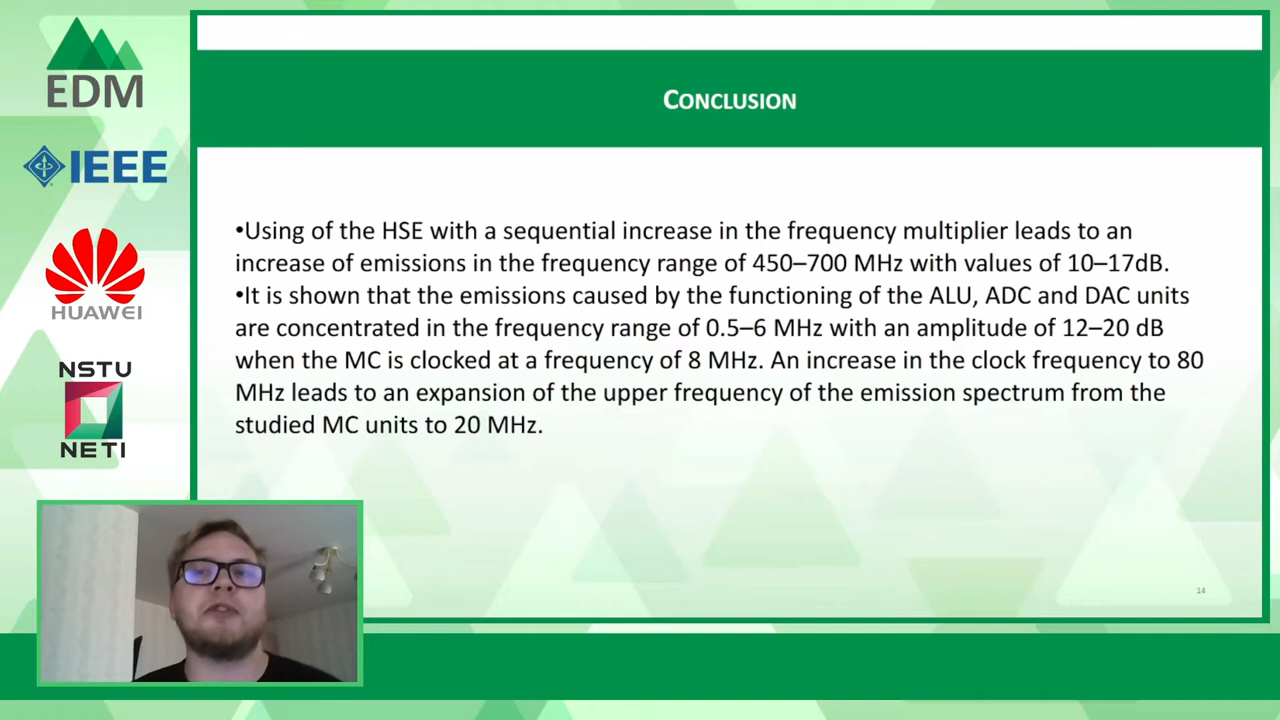 EDM
IEEE
HUAWEI
NSTU
NETI
CONCLUSION
•Using of the HSE with a sequential increase in the frequency multiplier leads to an
increase of emissions in the frequency range of 450–700 MHz with values of 10–17dB.
•It is shown that the emissions caused by the functioning of the ALU, ADC and DAC units
are concentrated in the frequency range of 0.5–6 MHz with an amplitude of 12–20 dB
when the MC is clocked at a frequency of 8 MHz. An increase in the clock frequency to 80
MHz leads to an expansion of the upper frequency of the emission spectrum from the
studied MC units to 20 MHz.
14